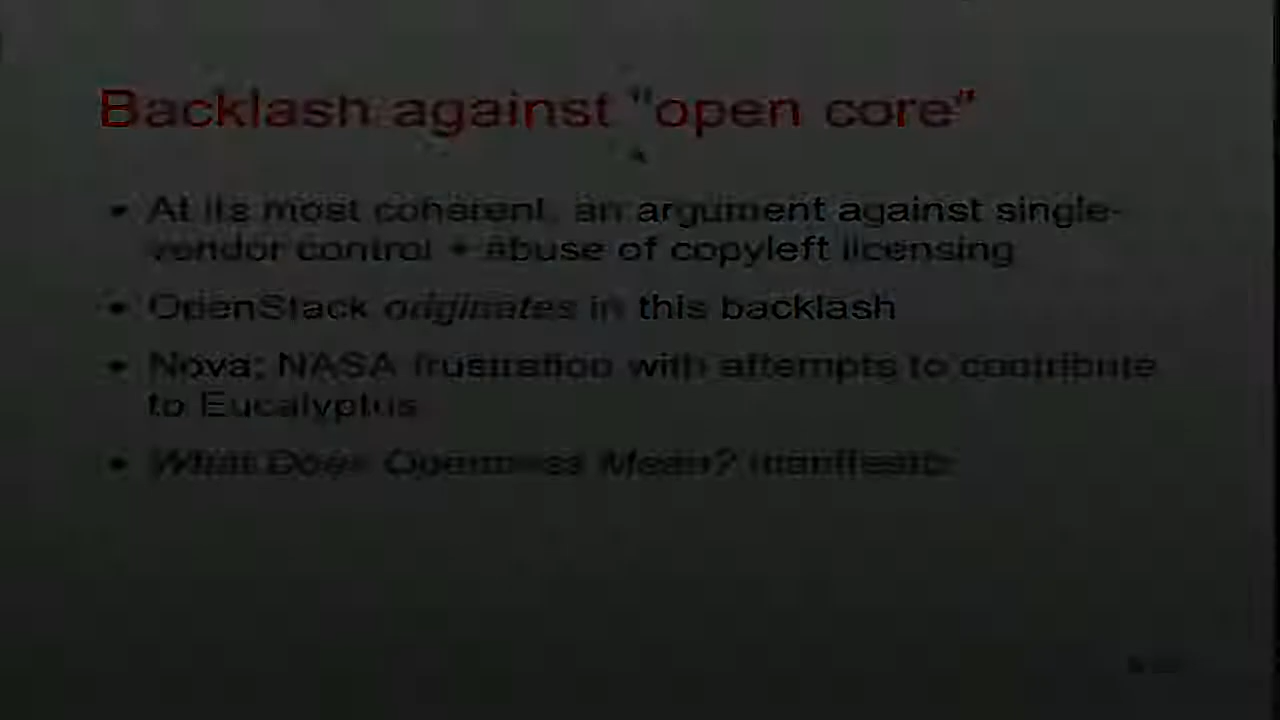 Backlash against "open core"
• At its most coherent, an argument against single-
vendor control + abuse of copyleft licensing
• OpenStack originates in this backlash
• Nova: NASA frustration with attempts to contribute
to Eucalyptus
• What Does Openness Mean? manifesto